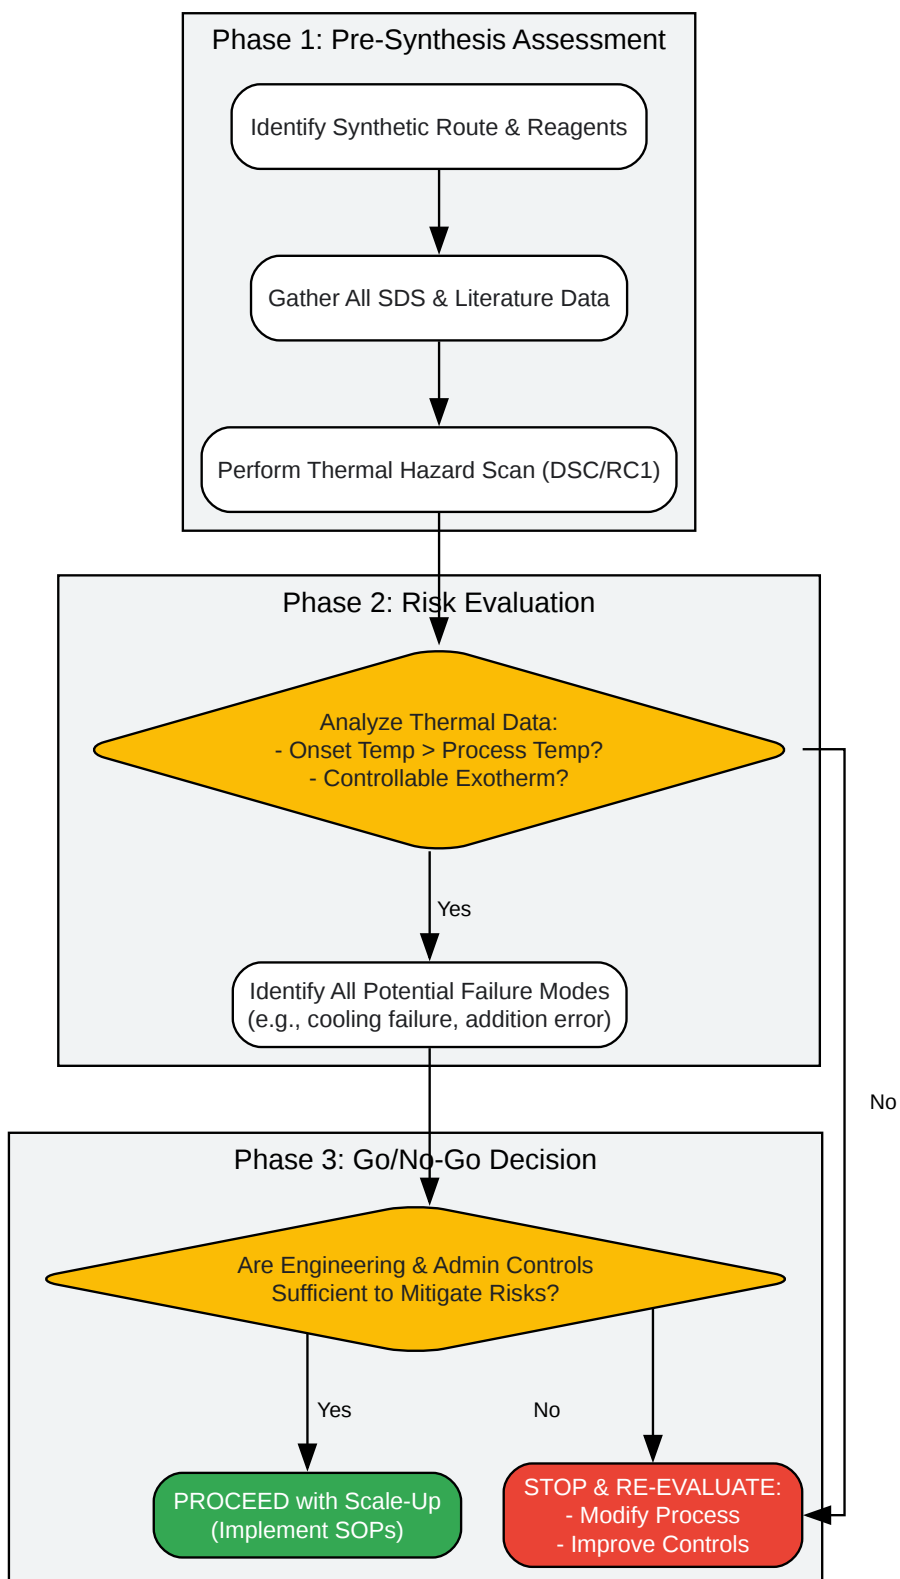 Phase 1: Pre-Synthesis Assessment
Identify Synthetic Route & Reagents
Gather All SDS & Literature Data
Perform Thermal Hazard Scan (DSC/RC1)
Phase 2: Risk Evaluation
Analyze Thermal Data:
- Onset Temp > Process Temp?
- Controllable Exotherm?
Yes
Identify All Potential Failure Modes
(e.g., cooling failure, addition error)
No
Phase 3: Go/No-Go Decision
Are Engineering & Admin Controls
Sufficient to Mitigate Risks?
Yes
No
PROCEED with Scale-Up
(Implement SOPs)
STOP & RE-EVALUATE:
- Modify Process
- Improve Controls